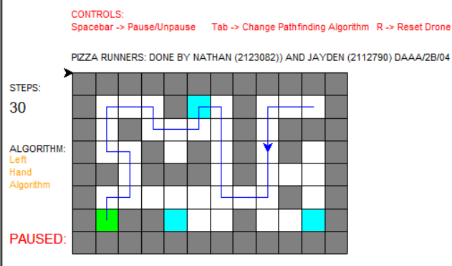 CONTROLS:
Spacebar -> Pause/Unpause Tab -> Change Pathfinding Algorithm R -> Reset Drone
PIZZA RUNNERS: DONE BY NATHAN (2123082)) AND JAYDEN (2112790) DAAA/2B/04
STEPS:
30
ALGORITHM:
Left
Hand
Algorithm
PAUSED: